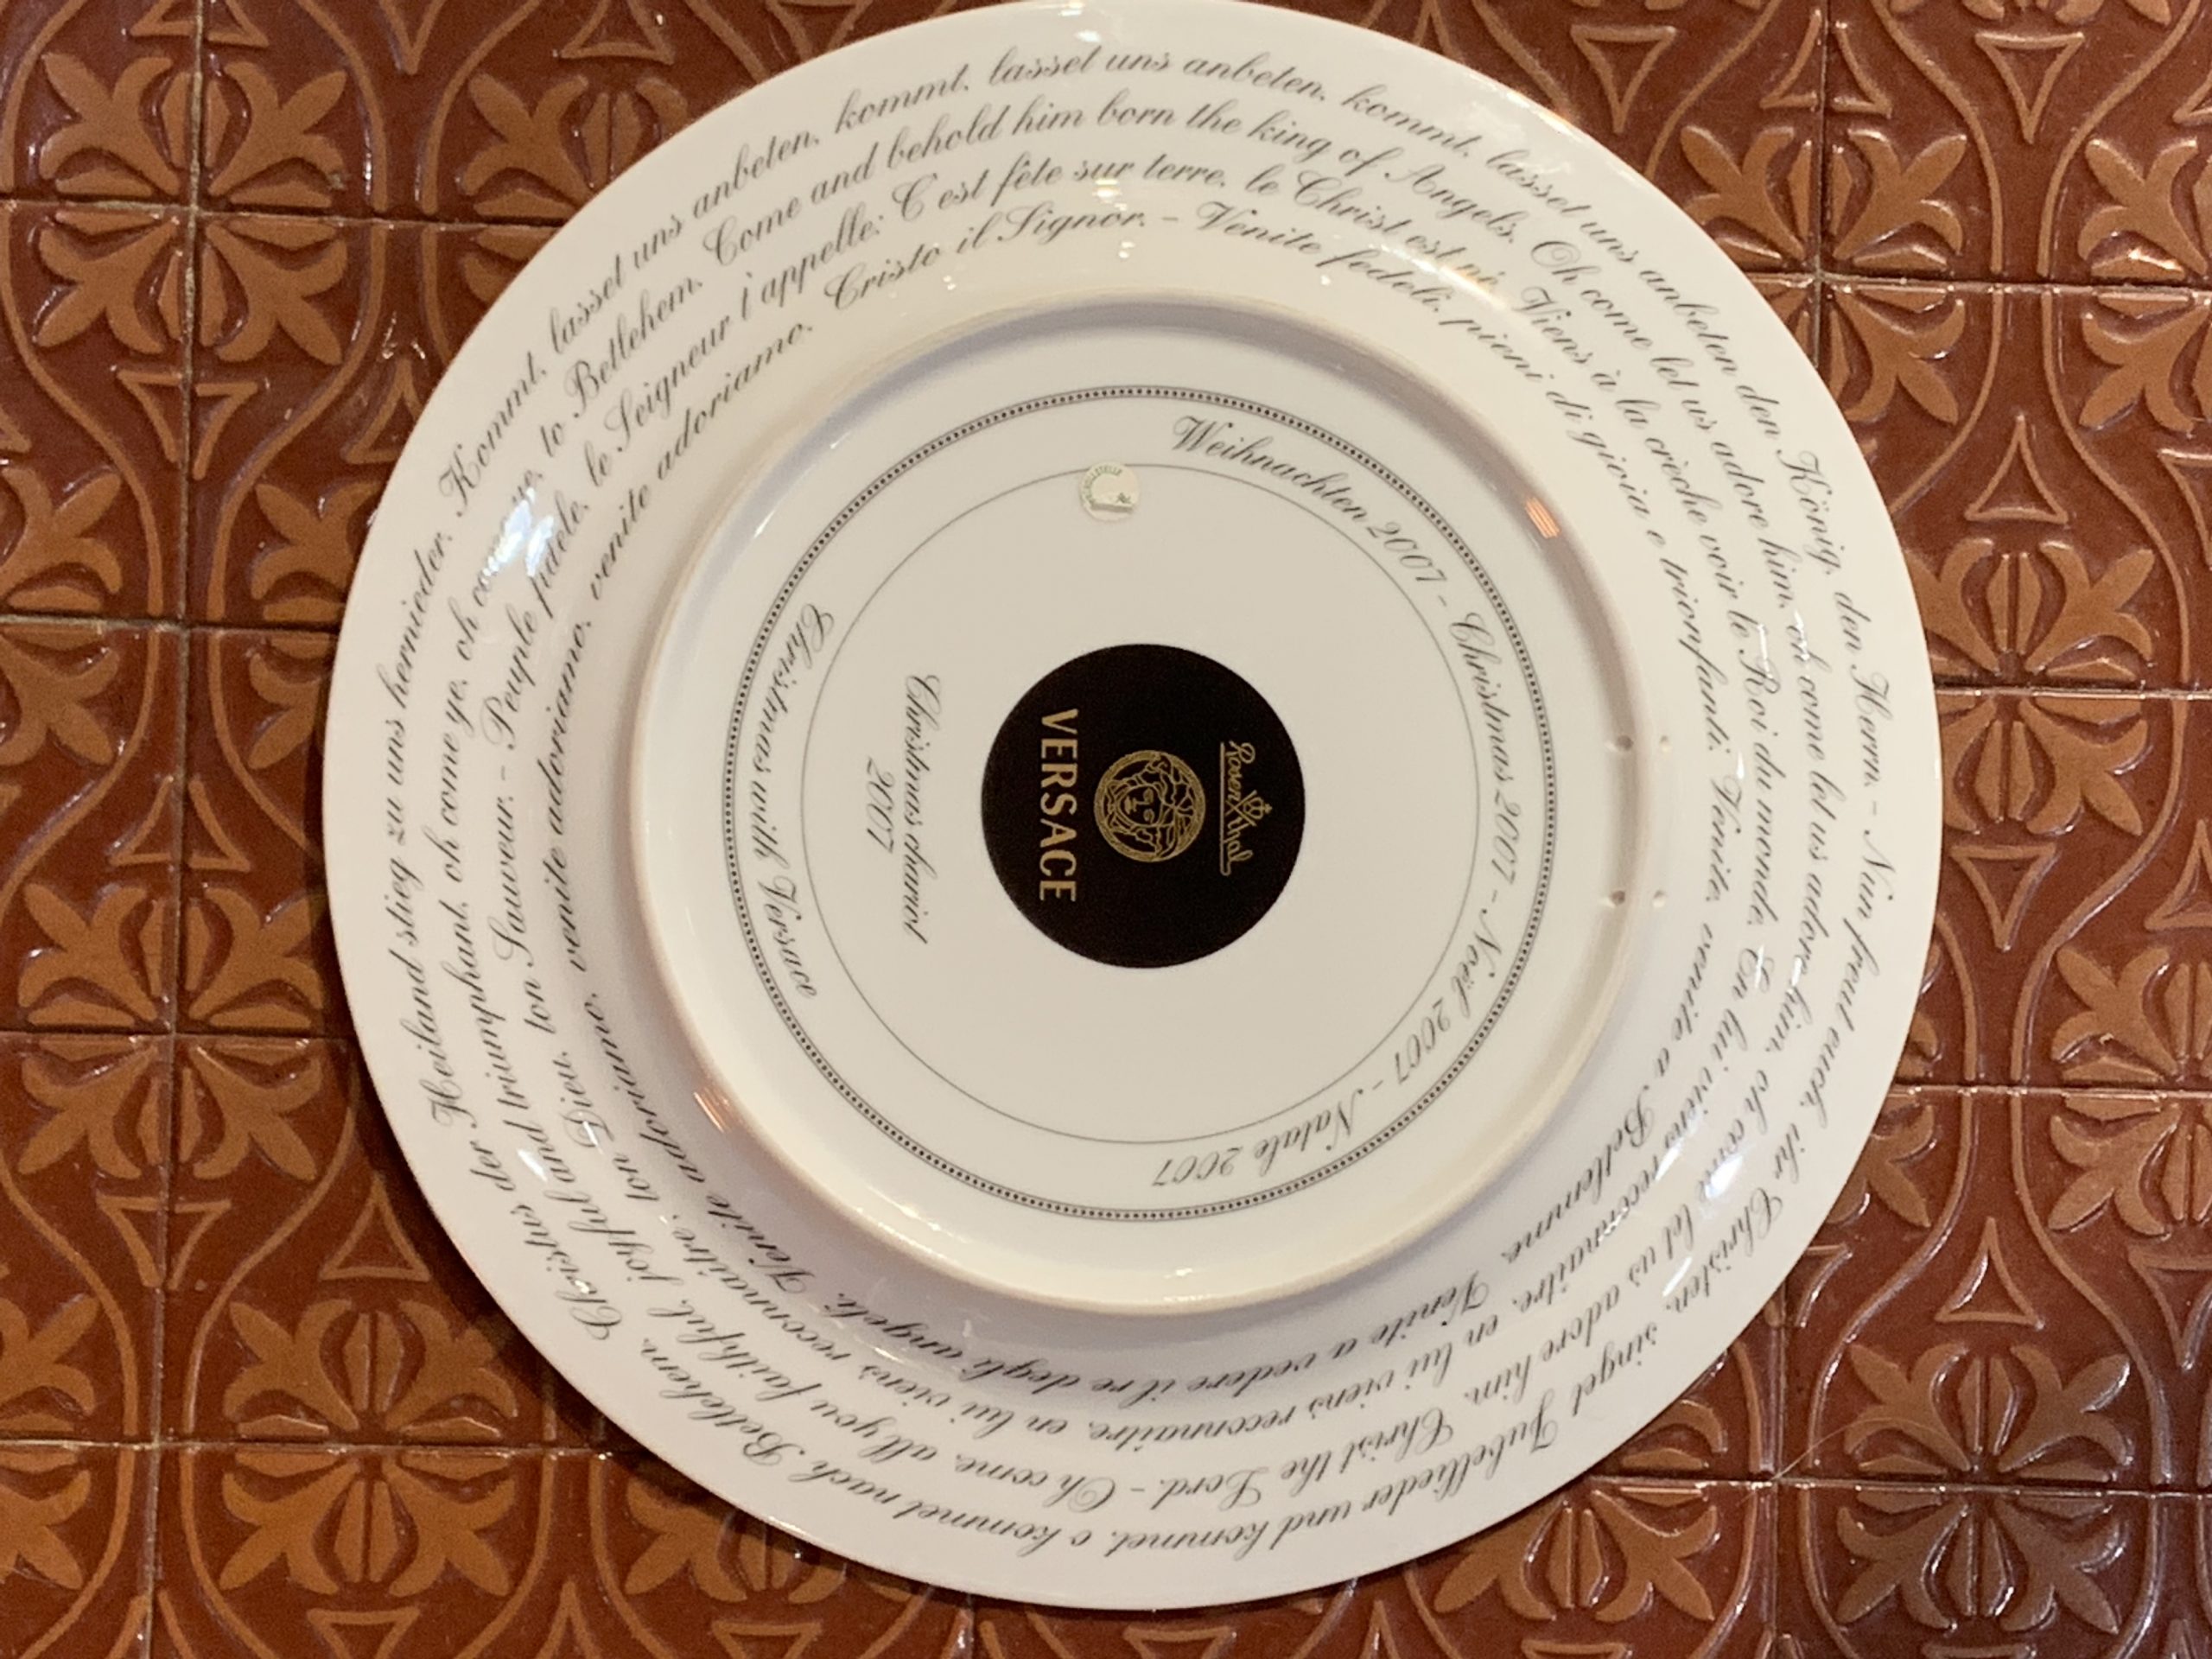 Heiland stieg zu uns hernieder. Kommt, lasset uns anbeten, kommt, lasset uns anbeten, kommt, lasset uns anbeten den König, den Herrn. - Nun freut euch, ihr Christen, singet Jubellieder und kommet, o kommet nach Betlehem. Christus der
triumphant, oh come ye, oh come ye, to Betlehem. Come and behold him born the king of Angels. Oh come let us adore him, oh come let us adore him, oh come let us adore him, Christ the Lord. - Oh come, all you faithful, joyful and
ton Sauveur. - Peuple fidèle, le Seigneur t'appelle: C'est fête sur terre, le Christ est né. Viens à la crèche voir le Roi du monde. En lui viens reconnaître, en lui viens reconnaître, en lui viens reconnaître, ton Dieu,
venite adoriamo, venite adoriamo. Cristo il Signor. - Venite fedeli, pieni di gioia e trionfanti. Venite, venite a Betlemme. Venite a vedere il re degli angeli. Venite adoriamo,
Weihnachten 2007 - Christmas 2007 - Noël 2007 - Natale 2007
Rosenthal
VERSACE
Christmas chariot
2007
Christmas with Versace